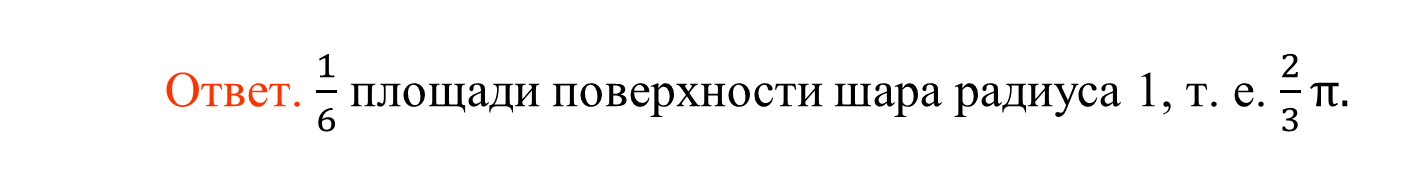 Ответ. 1/6 площади поверхности шара радиуса 1, т. е. 2/3 π.